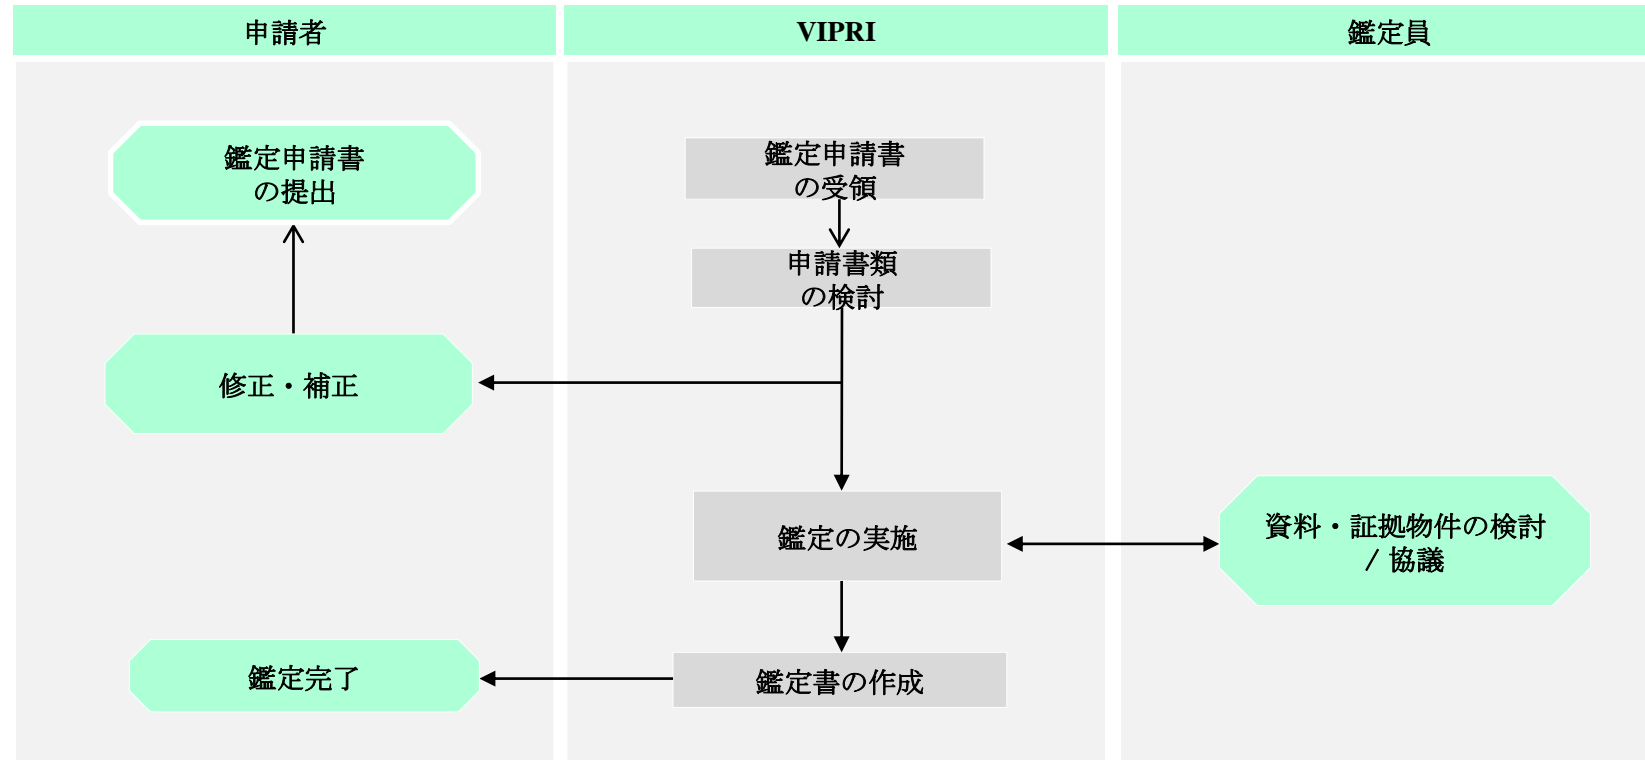 申請者
VIPRI
鑑定員
鑑定申請書
の提出
鑑定申請書
の受領
申請書類
の検討
修正・補正
鑑定の実施
資料・証拠物件の検討
/ 協議
鑑定完了
鑑定書の作成